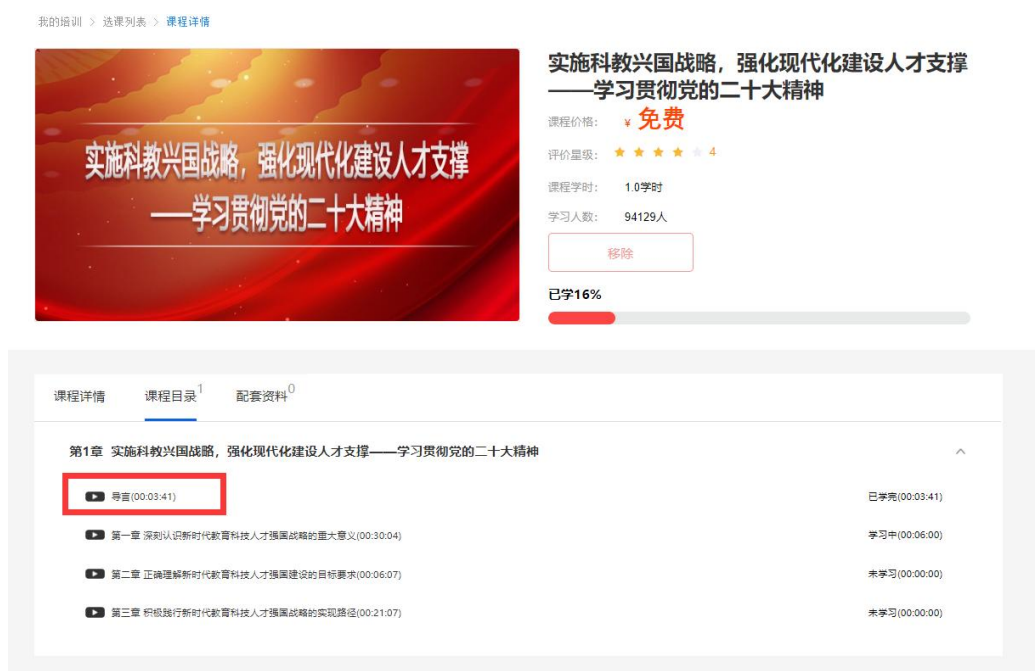 我的培训 > 选课列表 > 课程详情
实施科教兴国战略，强化现代化建设人才支撑
——学习贯彻党的二十大精神
实施科教兴国战略，强化现代化建设人才支撑
——学习贯彻党的二十大精神
课程价格： ¥ 免费
评价星级： 4
课程学时： 1.0学时
学习人数： 94129人
移除
已学16%
课程详情 课程目录1 配套资料0
第1章 实施科教兴国战略，强化现代化建设人才支撑——学习贯彻党的二十大精神
导言(00:03:41) 已学完(00:03:41)
第一章 深刻认识新时代教育科技人才强国战略的重大意义(00:30:04) 学习中(00:06:00)
第二章 正确理解新时代教育科技人才强国建设的目标要求(00:06:07) 未学习(00:00:00)
第三章 积极践行新时代教育科技人才强国战略的实现路径(00:21:07) 未学习(00:00:00)